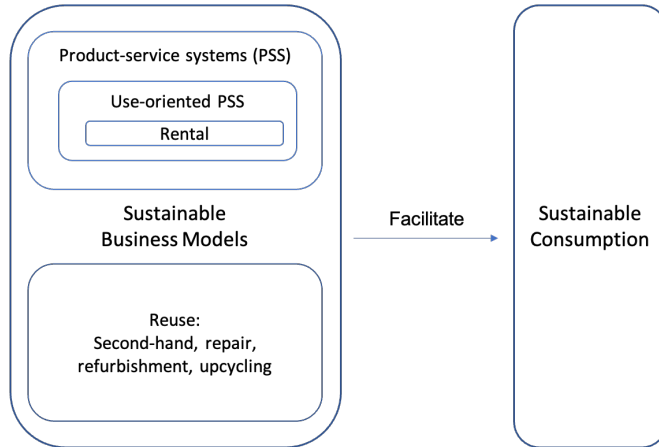 Product-service systems (PSS)
Use-oriented PSS
Rental
Sustainable
Business Models
Reuse:
Second-hand, repair,
refurbishment, upcycling
Facilitate
Sustainable
Consumption